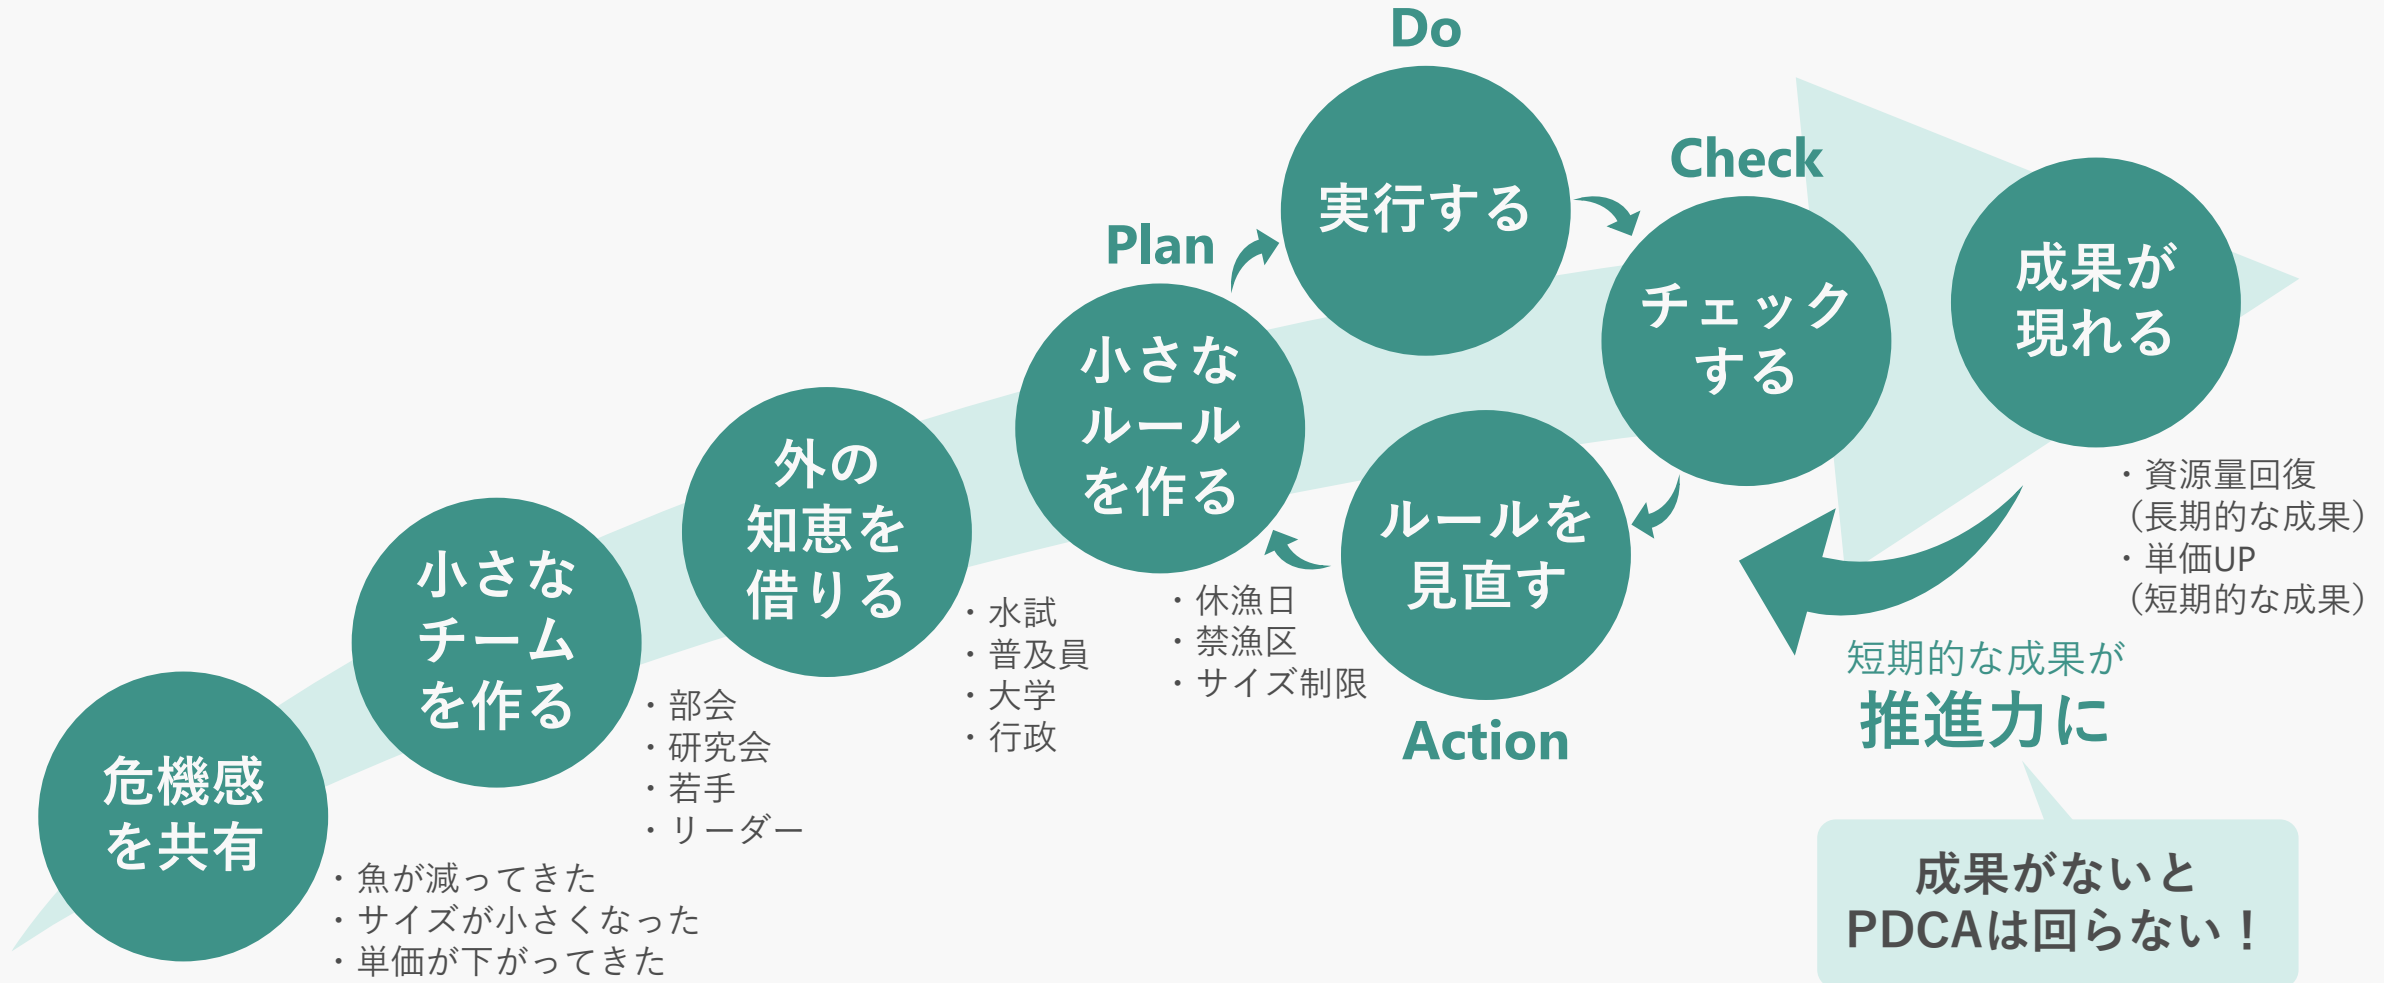 危機感
を共有
・魚が減ってきた
・サイズが小さくなった
・単価が下がってきた
小さな
チーム
を作る
・部会
・研究会
・若手
・リーダー
外の
知恵を
借りる
・水試
・普及員
・大学
・行政
Plan
小さな
ルール
を作る
・休漁日
・禁漁区
・サイズ制限
Do
実行する
Check
チェック
する
ルールを
見直す
Action
成果が
現れる
・資源量回復
（長期的な成果）
・単価UP
（短期的な成果）
短期的な成果が
推進力に
成果がないと
PDCAは回らない！